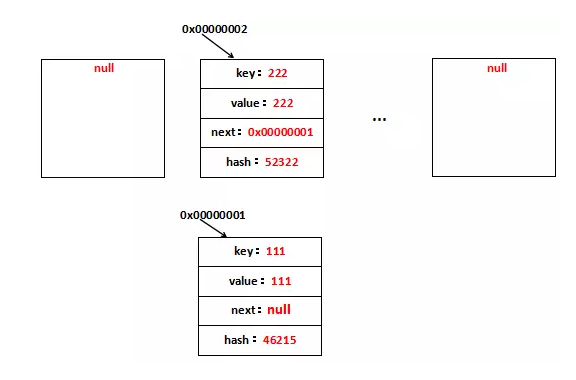 0x00000002
null
key：222
null
value：222
...
next：0x00000001
hash：52322
0x00000001
key：111
value：111
next：null
hash：46215